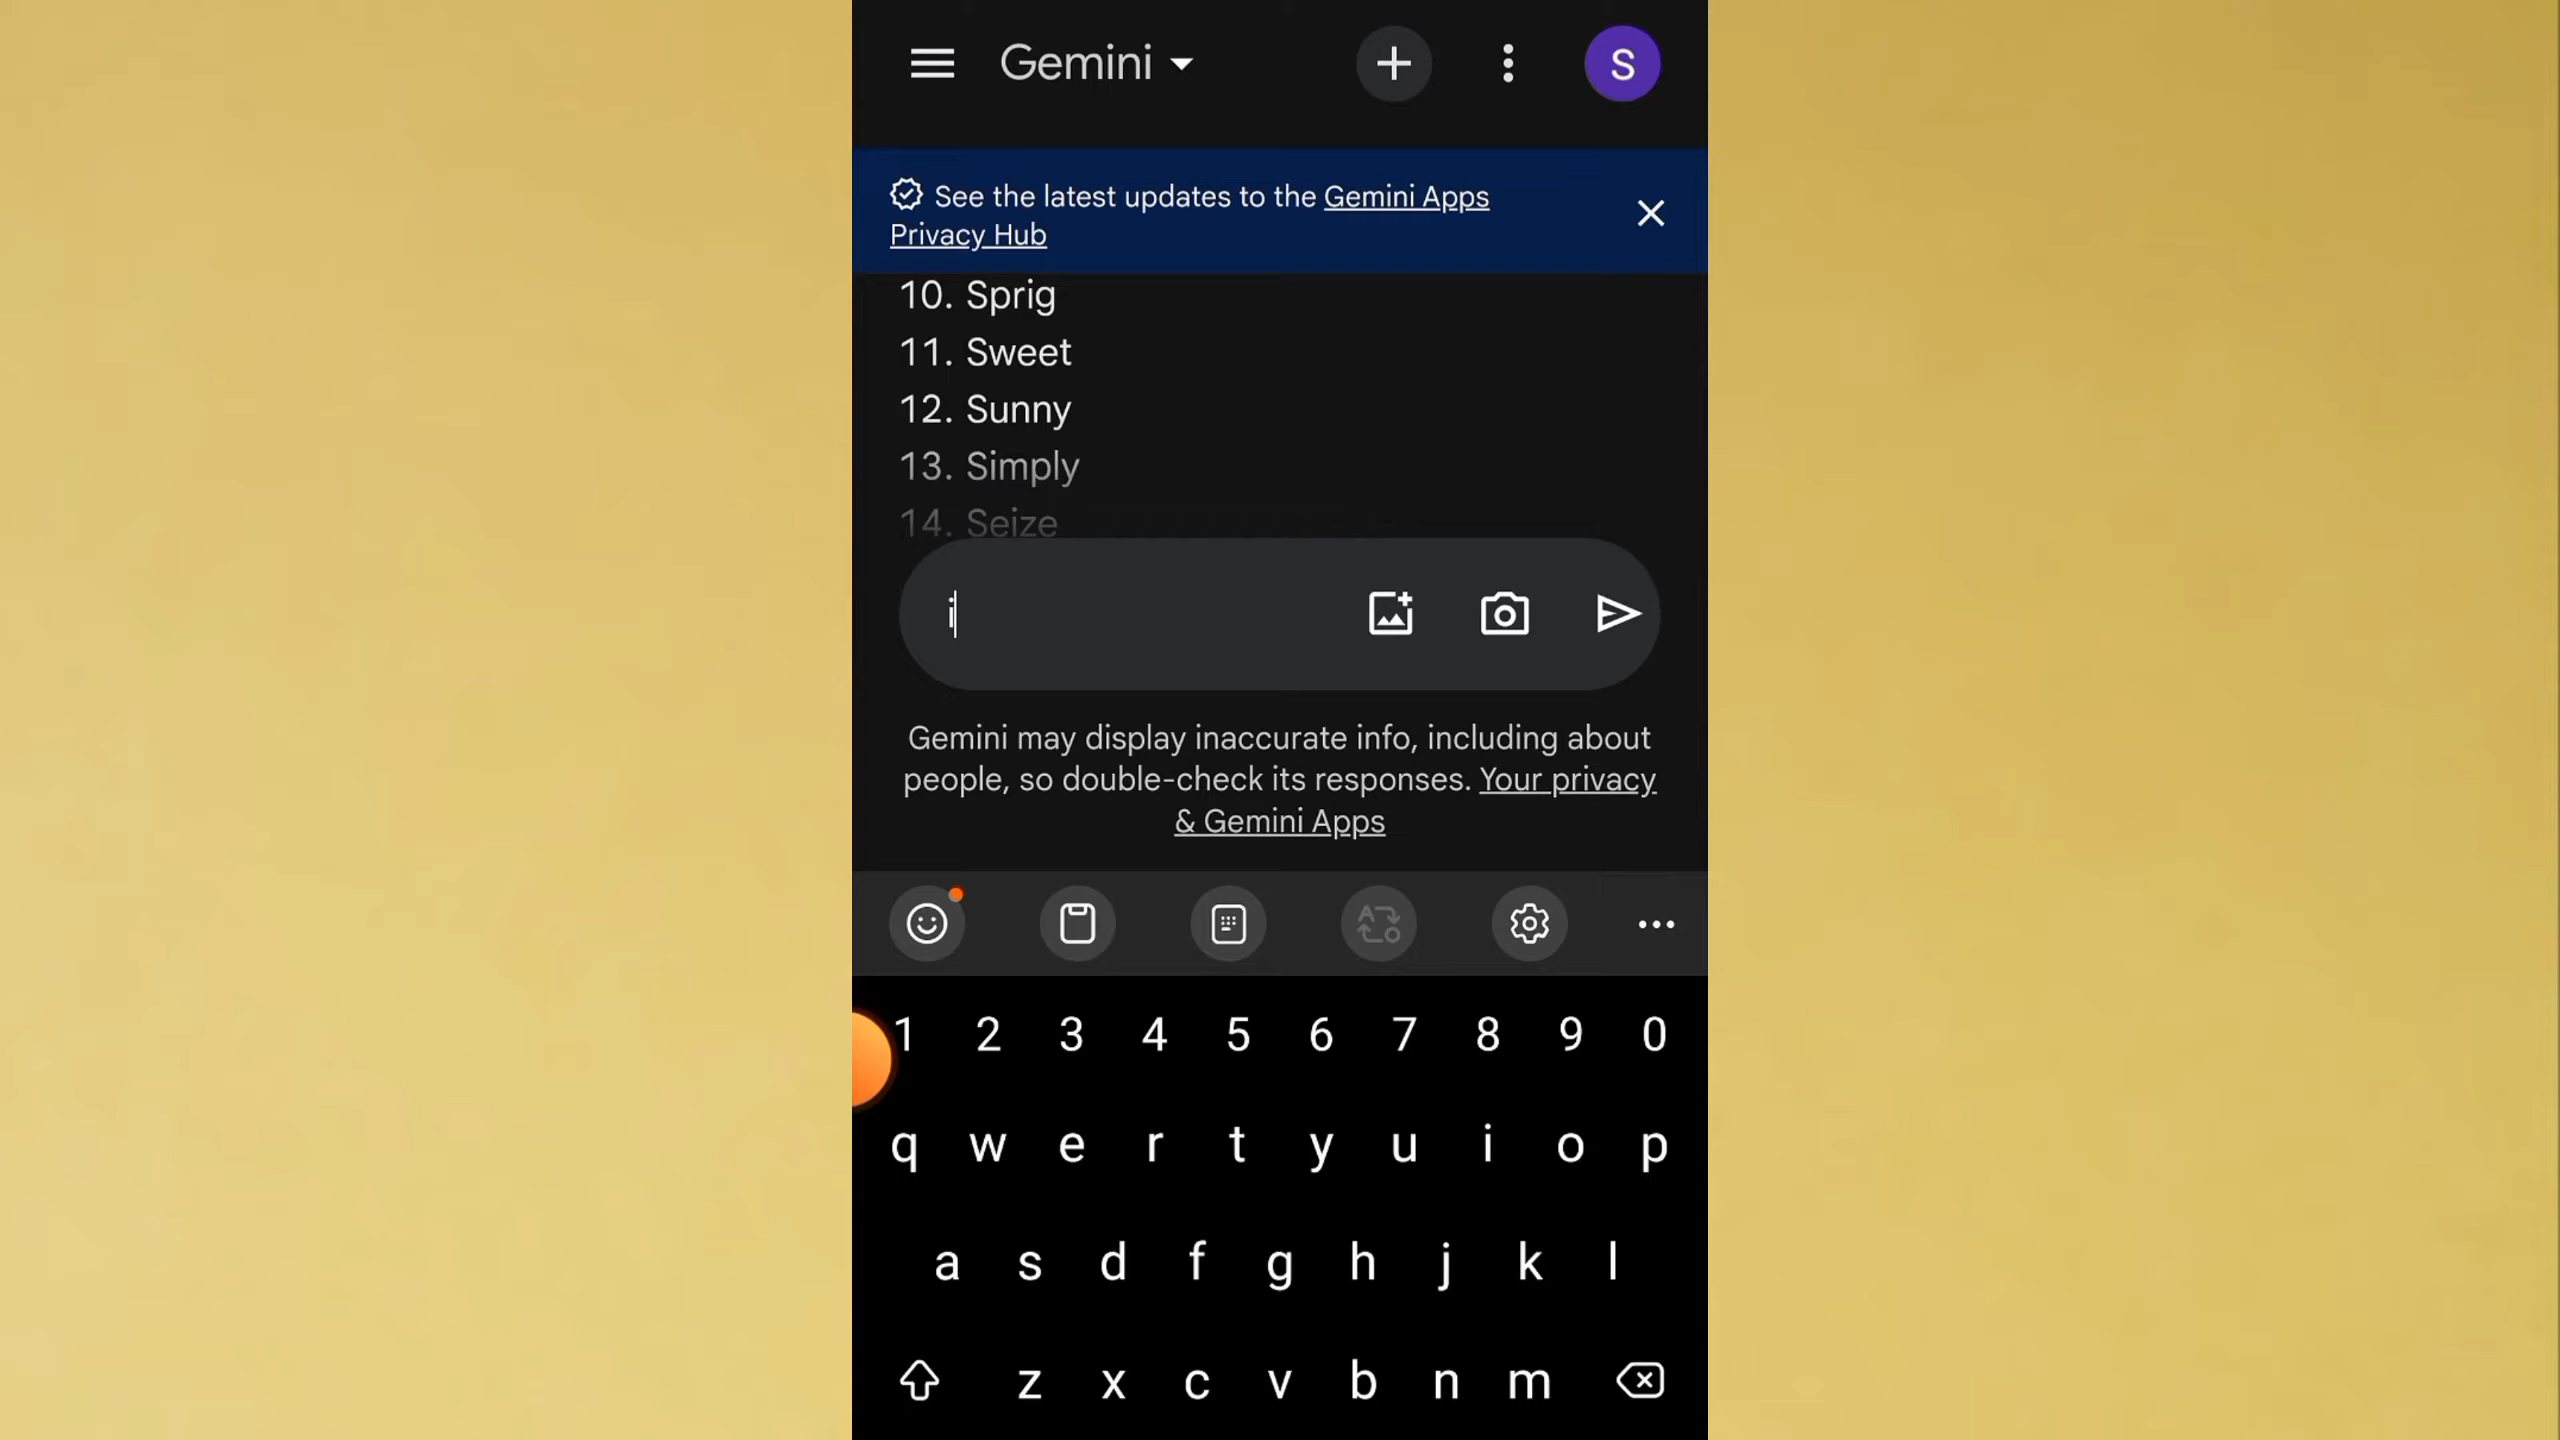 Gemini
S
See the latest updates to the Gemini Apps
Privacy Hub
10. Sprig
11. Sweet
12. Sunny
13. Simply
14. Seize
i
Gemini may display inaccurate info, including about
people, so double-check its responses. Your privacy
& Gemini Apps
1 2 3 4 5 6 7 8 9 0
q w e r t y u i o p
a s d f g h j k l
z x c v b n m